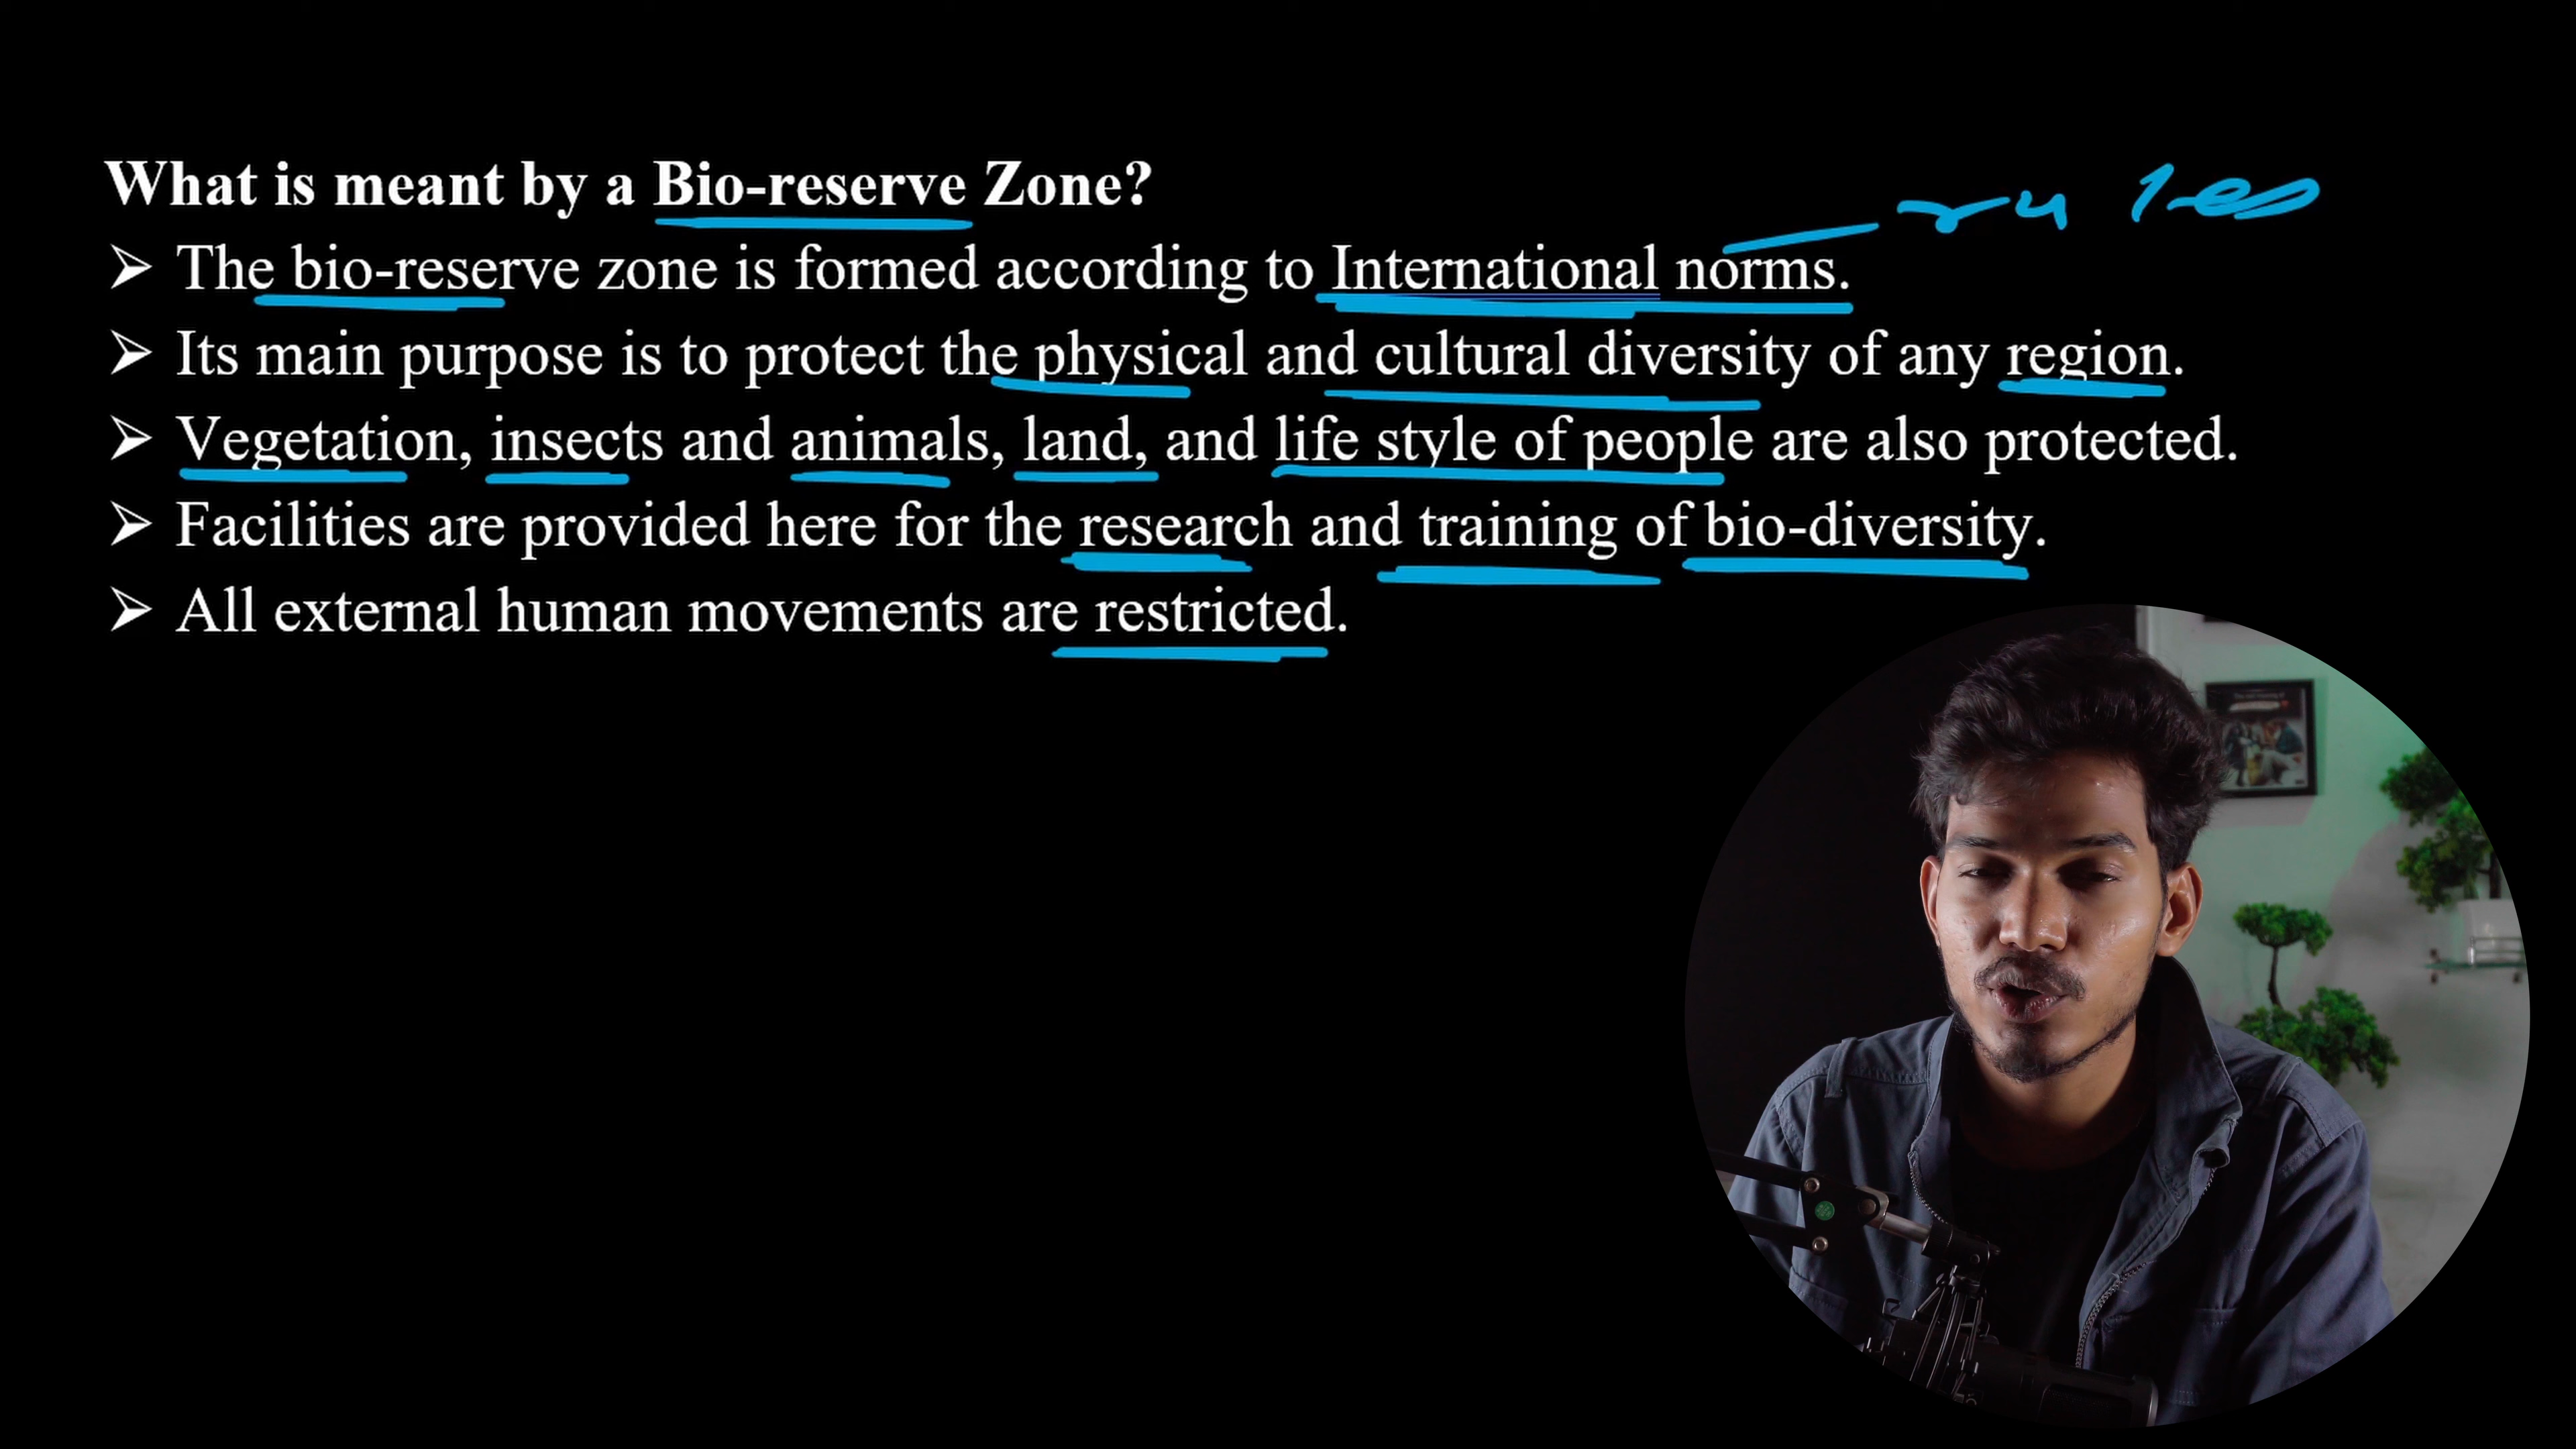 What is meant by a Bio-reserve Zone?
rules
➢ The bio-reserve zone is formed according to International norms.
➢ Its main purpose is to protect the physical and cultural diversity of any region.
➢ Vegetation, insects and animals, land, and life style of people are also protected.
➢ Facilities are provided here for the research and training of bio-diversity.
➢ All external human movements are restricted.